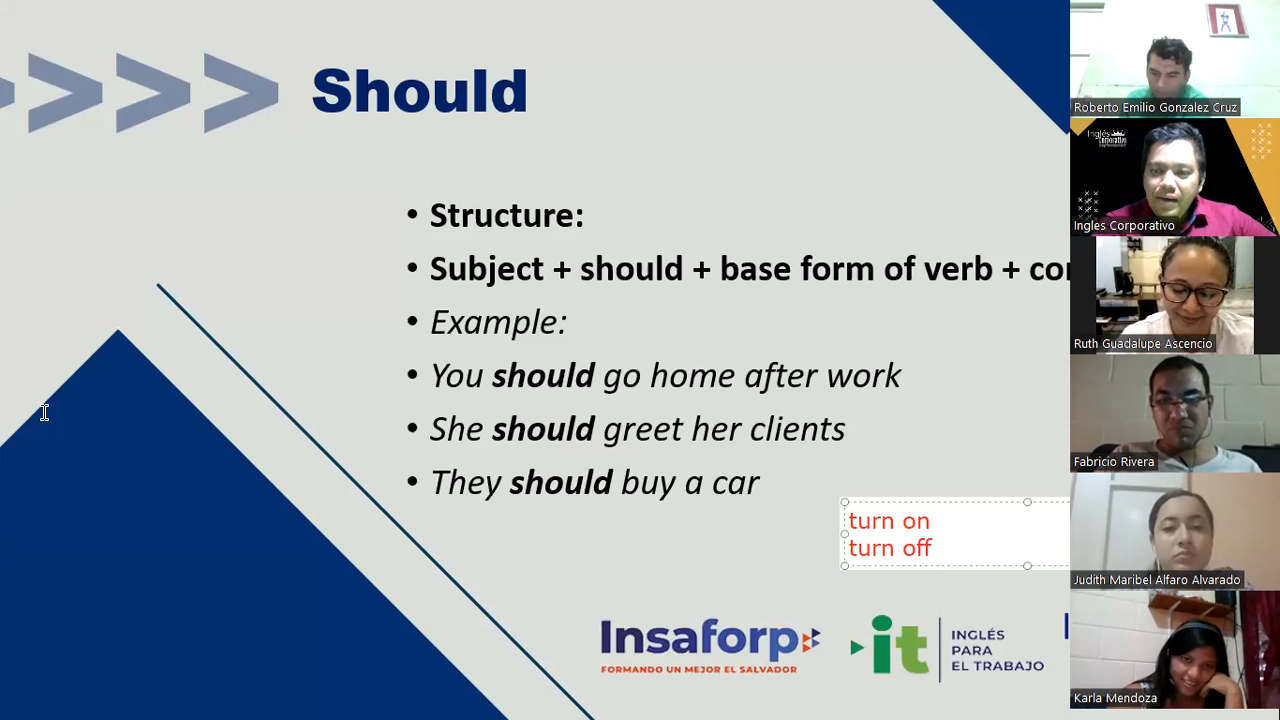 Should
• Structure:
• Subject + should + base form of verb + co
• Example:
• You should go home after work
• She should greet her clients
• They should buy a car
turn on
turn off
Insaforp
FORMANDO UN MEJOR EL SALVADOR
it
INGLÉS
PARA
EL TRABAJO
Roberto Emilio Gonzalez Cruz
Inglés
Corporativo
Ingles Corporativo
Ruth Guadalupe Ascencio
Fabricio Rivera
Judith Maribel Alfaro Alvarado
Karla Mendoza